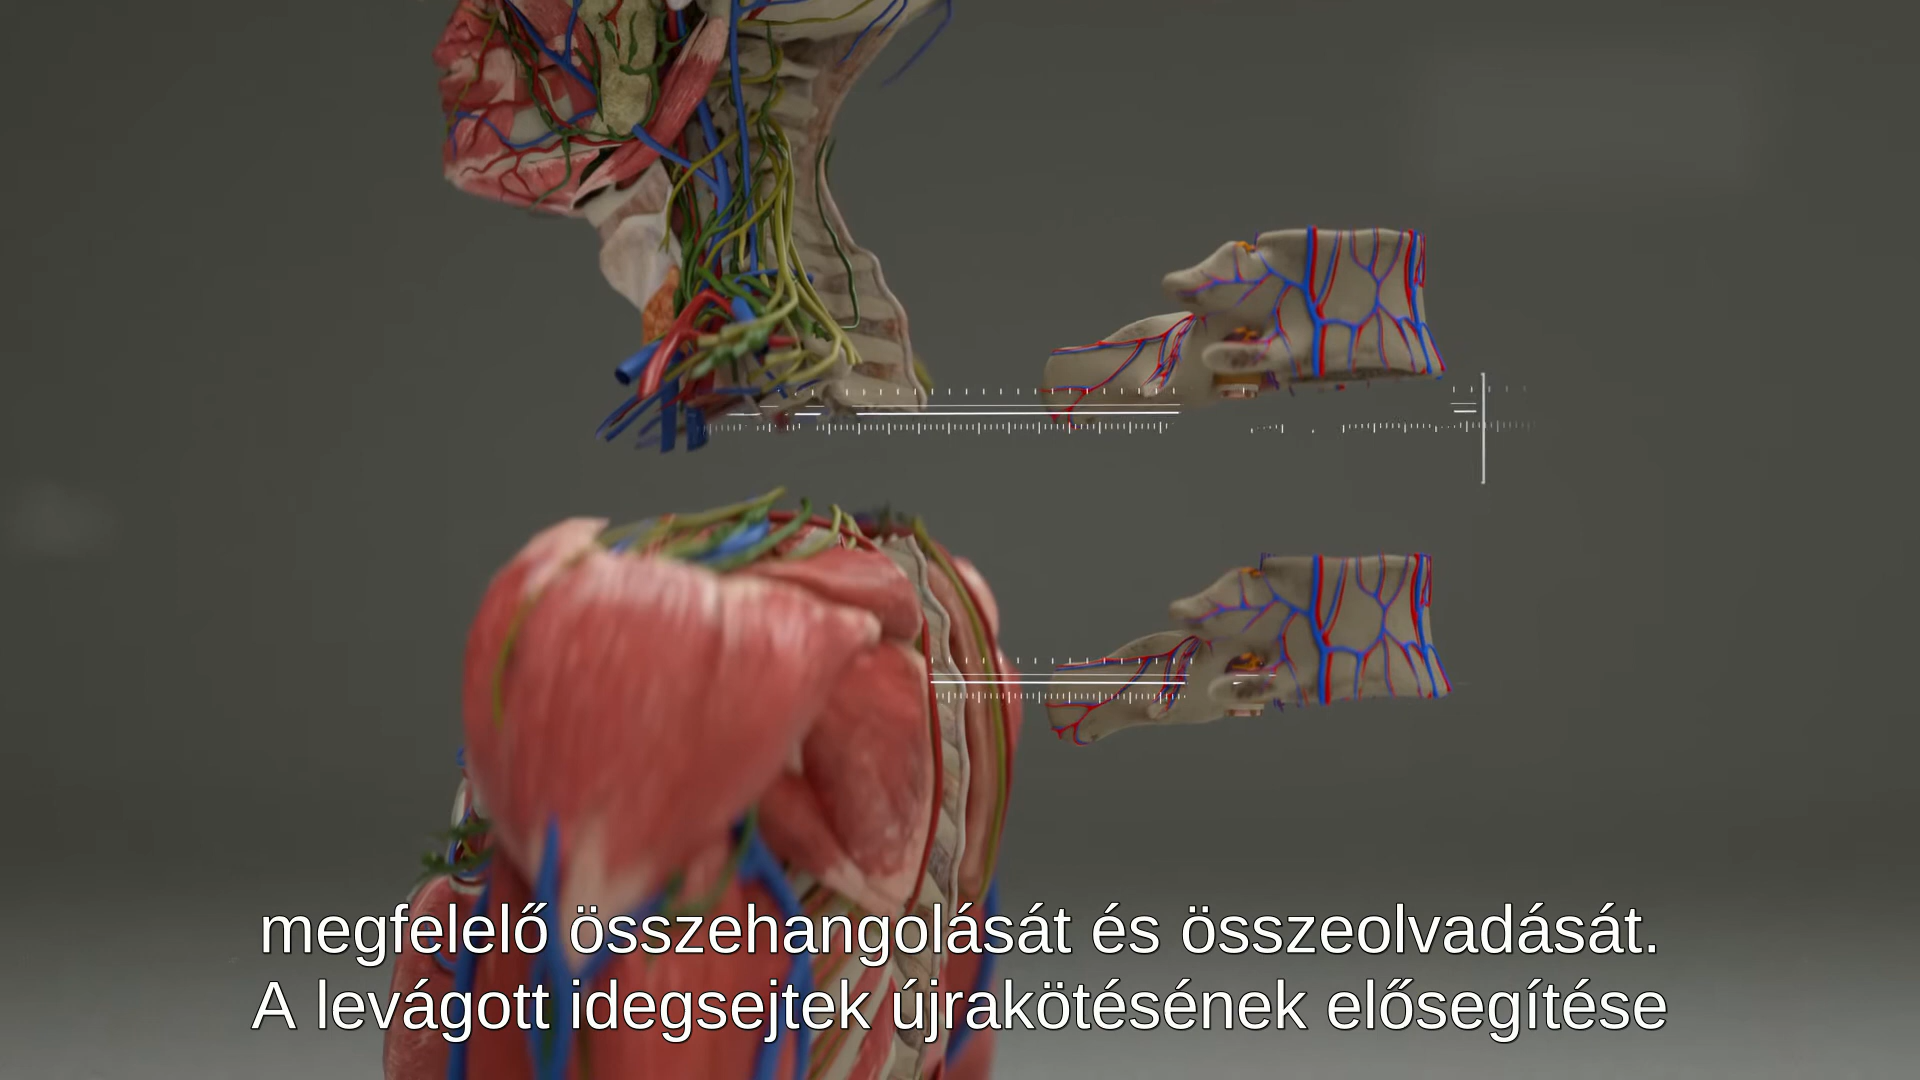 megfelelő összehangolását és összeolvadását.
A levágott idegsejtek újrakötésének elősegítése